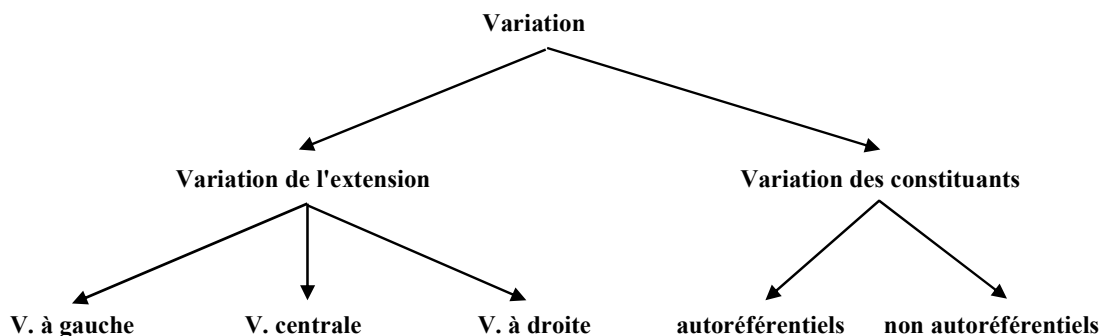 Variation
Variation de l'extension Variation des constituants
V. à gauche V. centrale V. à droite autoréférentiels non autoréférentiels